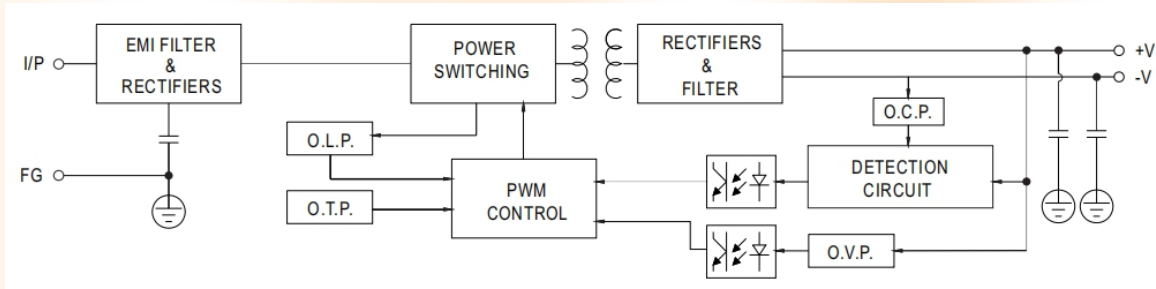 I/P
EMI FILTER
&
RECTIFIERS
POWER
SWITCHING
RECTIFIERS
&
FILTER
+V
-V
O.C.P.
O.L.P.
FG
PWM
CONTROL
DETECTION
CIRCUIT
O.T.P.
O.V.P.